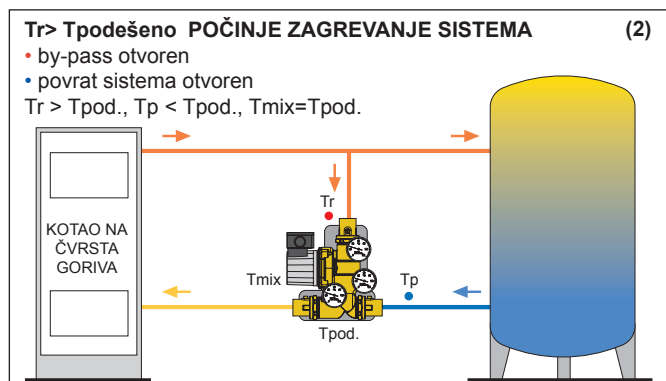 Tr> Tpodešeno POČINJE ZAGREVANJE SISTEMA (2)
• by-pass otvoren
• povrat sistema otvoren
Tr > Tpod., Tp < Tpod., Tmix=Tpod.
Tr
KOTAO NA
ČVRSTA
GORIVA
Tmix
Tp
Tpod.